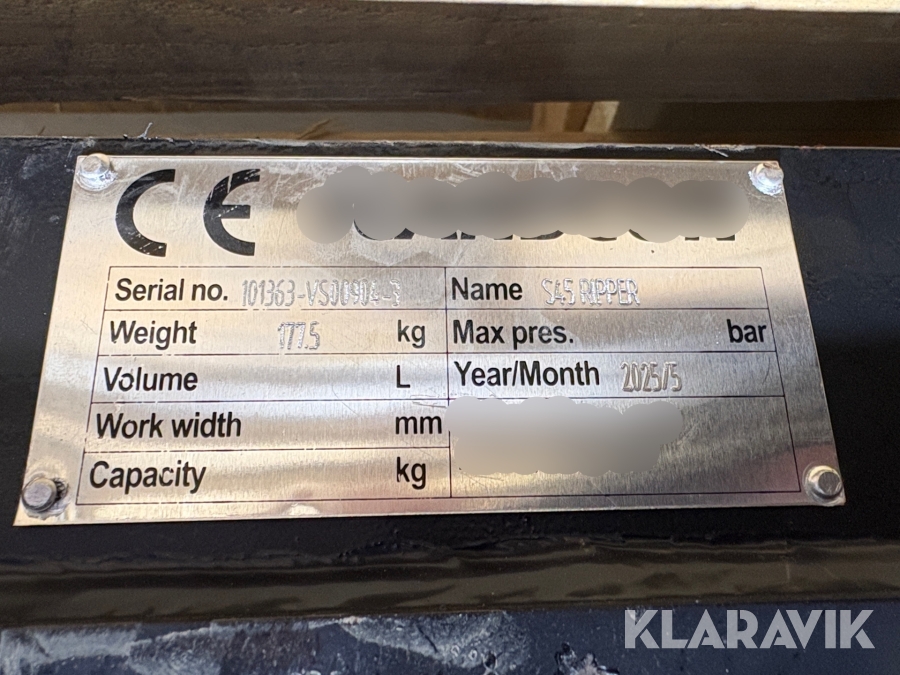 CE
Serial no. 101363-VS00904-3 Name S45 RIPPER
Weight 177.5 kg Max pres. bar
Volume L Year/Month 2025/5
Work width mm
Capacity kg
KLARAVIK